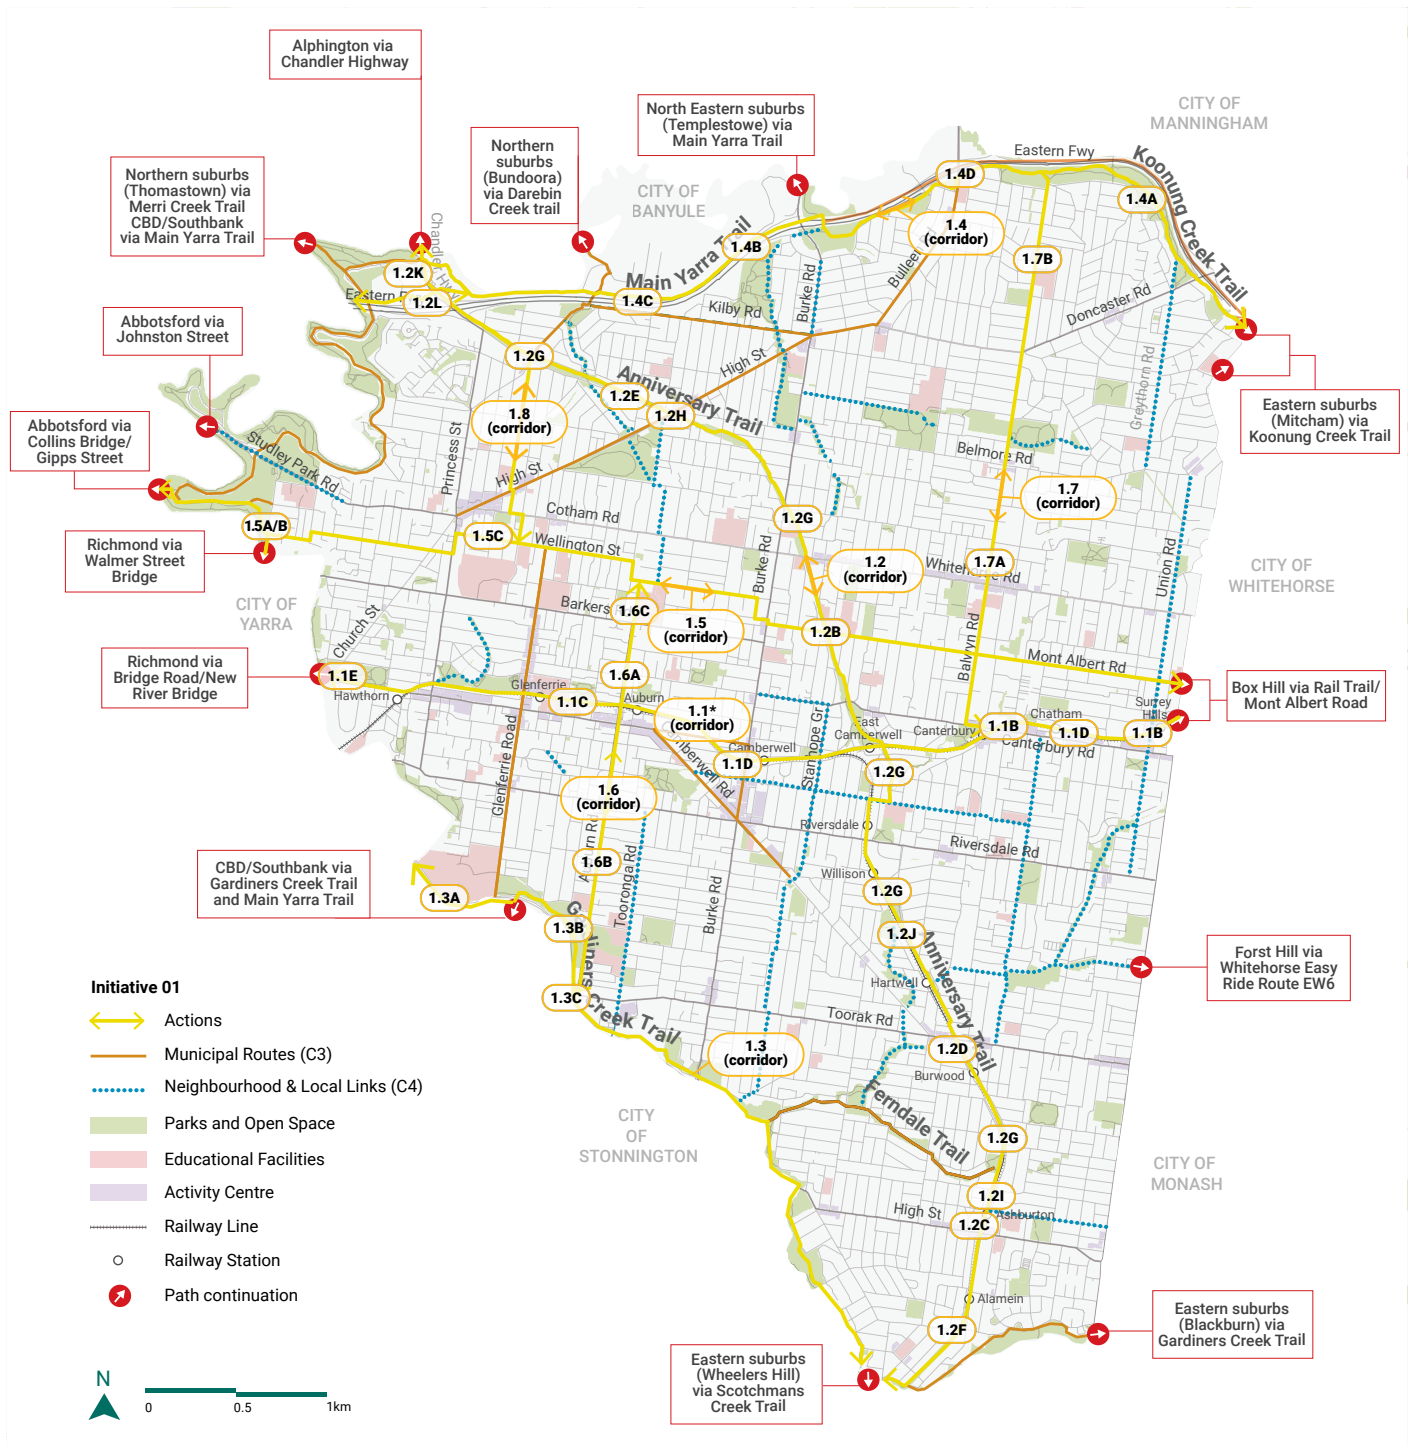 Alphington via
Chandler Highway
North Eastern suburbs
(Templestowe) via
Main Yarra Trail
CITY OF
MANNINGHAM
Northern
suburbs
(Bundoora)
via Darebin
Creek trail
Northern suburbs
(Thomastown) via
Merri Creek Trail
CBD/Southbank
via Main Yarra Trail
CITY OF
BANYULE
Eastern Fwy
Koonung Creek Trail
1.4D
1.4A
1.4
(corridor)
Chandler Hwy
Main Yarra Trail
1.4B
1.7B
1.2K
1.2L
1.4C
Kilby Rd
Burke Rd
Doncaster Rd
Abbotsford via
Johnston Street
High St
1.2G
1.2E
Anniversary Trail
1.2H
1.8
(corridor)
Greythorn Rd
Eastern suburbs
(Mitcham) via
Koonung Creek Trail
Abbotsford via
Collins Bridge/
Gipps Street
Studley Park Rd
Princess St
High St
Belmore Rd
1.7
(corridor)
Cotham Rd
1.2G
1.5A/B
1.5C
Wellington St
Burke Rd
1.2
(corridor)
1.7A
Union Rd
Richmond via
Walmer Street
Bridge
CITY OF
WHITEHORSE
CITY OF
YARRA
Church St
Barkers
1.6C
1.5
(corridor)
1.2B
Balwyn Rd
Mont Albert Rd
Richmond via
Bridge Road/New
River Bridge
1.1E
Hawthorn
Glenferrie
1.1C
1.6A
Auburn
1.1*
(corridor)
Box Hill via Rail Trail/
Mont Albert Road
Surrey
Hills
Stanhope Gr
East
Camberwell
Canterbury
1.1B
Chatham
1.1D
1.1B
Canterbury Rd
Camberwell
1.1D
Glenferrie Road
1.2G
1.6
(corridor)
Riversdale
Riversdale Rd
1.6B
Tooronga Rd
Burke Rd
Willison
1.2G
CBD/Southbank via
Gardiners Creek Trail
and Main Yarra Trail
1.3A
1.3B
1.2J
Anniversary Trail
Forst Hill via
Whitehorse Easy
Ride Route EW6
Hartwell
1.3C
Creek Trail
Toorak Rd
1.3
(corridor)
1.2D
Burwood
Ferndale Trail
CITY
OF
STONNINGTON
1.2G
CITY OF
MONASH
1.2I
High St
1.2C
Ashburton
Alamein
1.2F
Eastern suburbs
(Blackburn) via
Gardiners Creek Trail
Eastern suburbs
(Wheelers Hill)
via Scotchmans
Creek Trail
Initiative 01
Actions
Municipal Routes (C3)
Neighbourhood & Local Links (C4)
Parks and Open Space
Educational Facilities
Activity Centre
Railway Line
Railway Station
Path continuation
N
0 0.5 1km